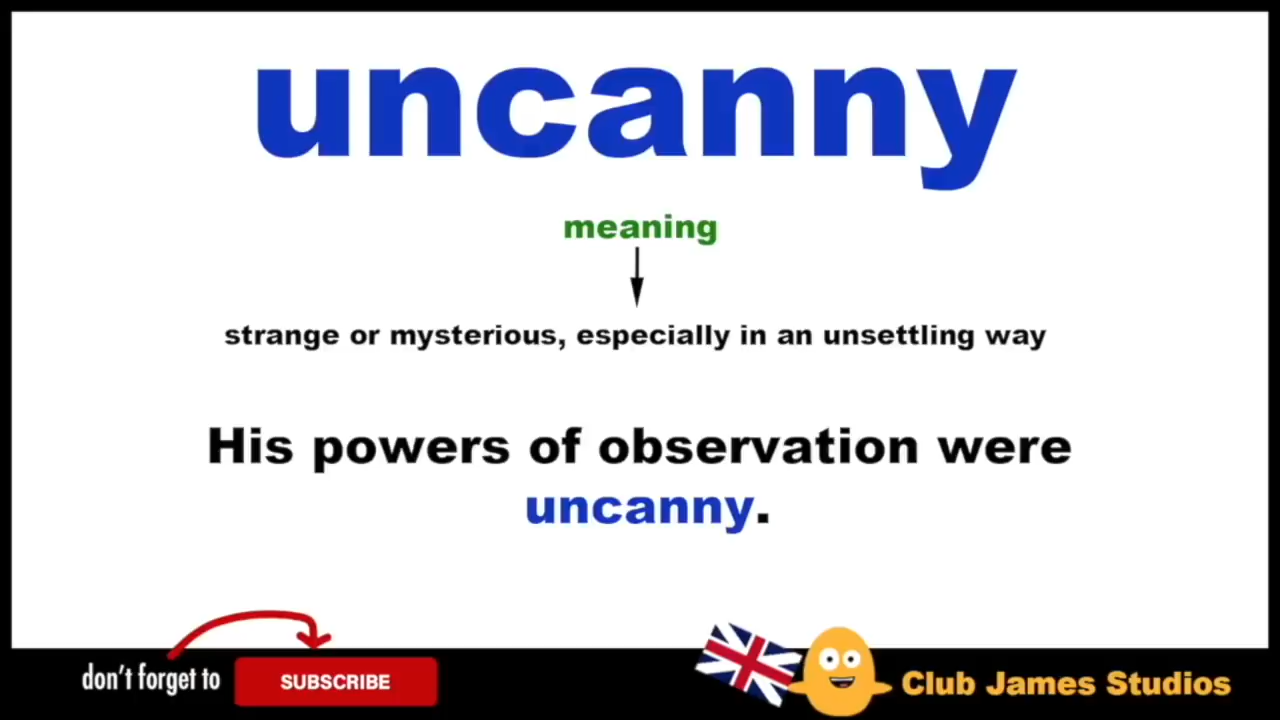 uncanny
meaning
strange or mysterious, especially in an unsettling way
His powers of observation were
uncanny.
don't forget to
SUBSCRIBE
Club James Studios